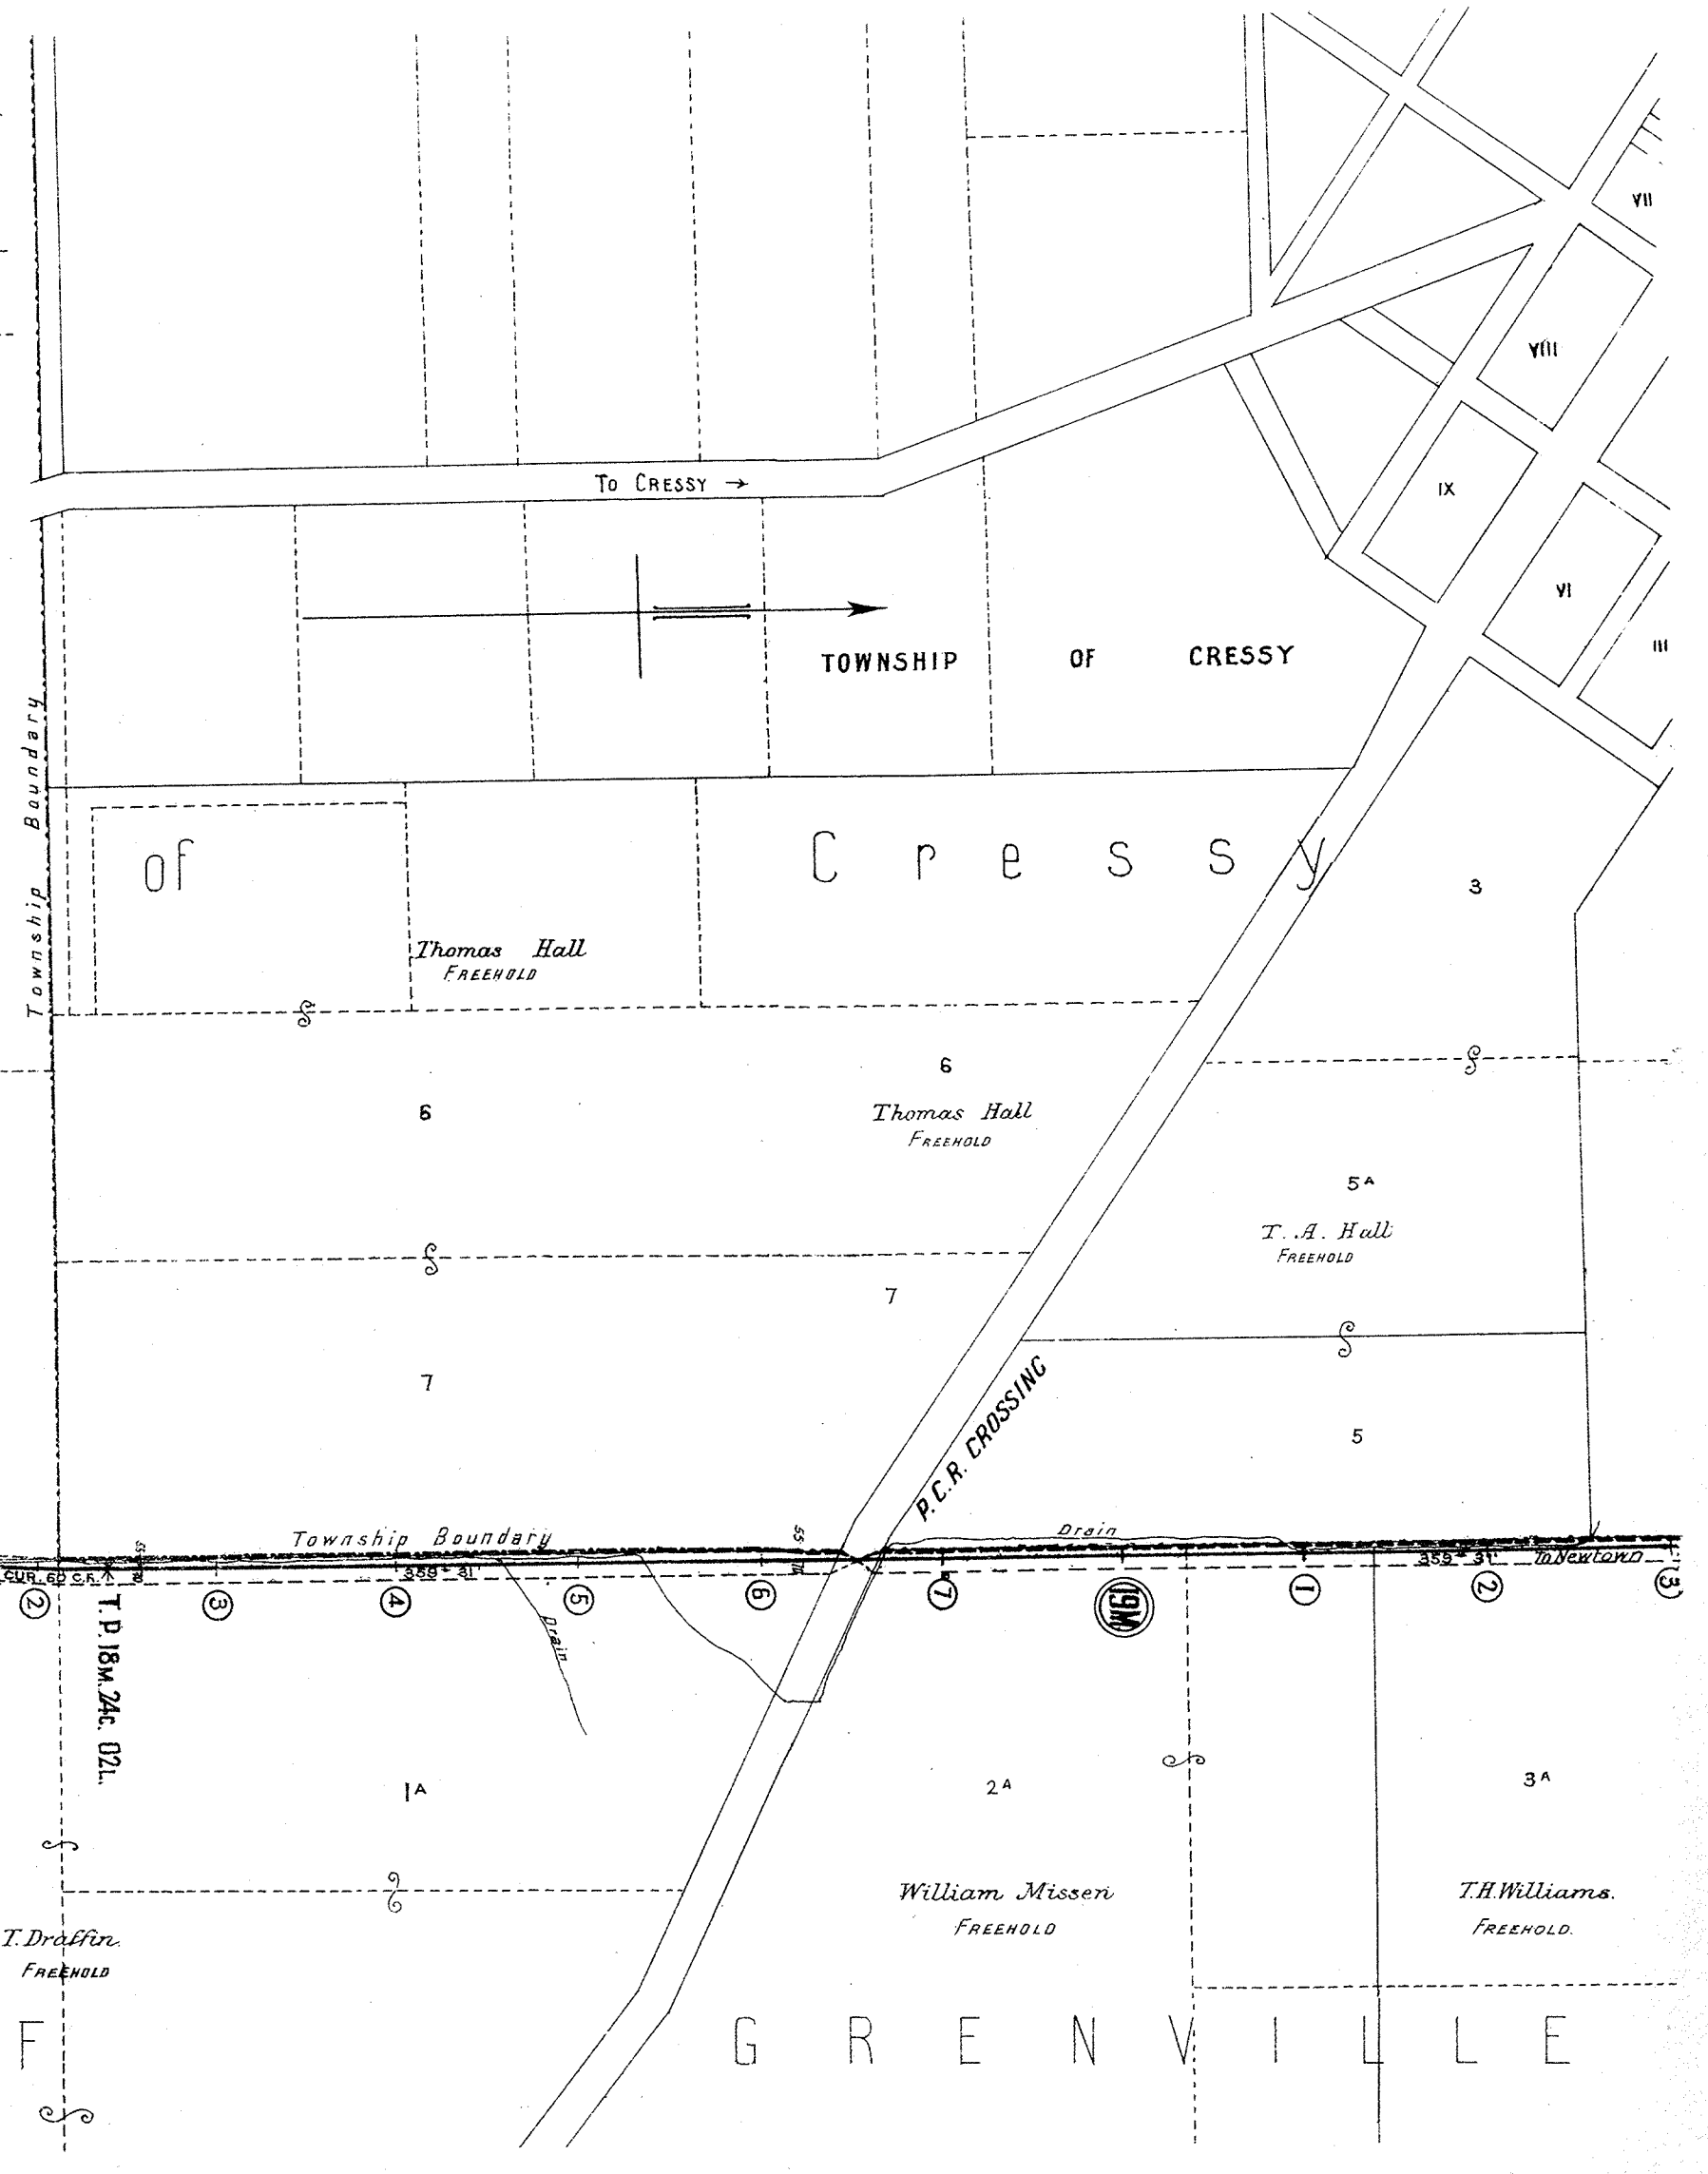 VII
VIII
IX
VI
III
To Cressy →
TOWNSHIP OF CRESSY
Township Boundary
of Cressy
3
Thomas Hall
FREEHOLD
6
6
Thomas Hall
FREEHOLD
5A
T. A. Hall
FREEHOLD
7
7
5
P.C.R. CROSSING
Township Boundary
55
Drain
CUR. 60 C.R.
359° 31'
359° 31'
To Newtown
2
3
4
5
6
7
19M
1
2
3
T.P. 18M. 24C. 02L.
Drain
1A
2A
3A
T. Draffin.
FREEHOLD
William Missen
FREEHOLD
T.H. Williams.
FREEHOLD.
F GRENVILLE